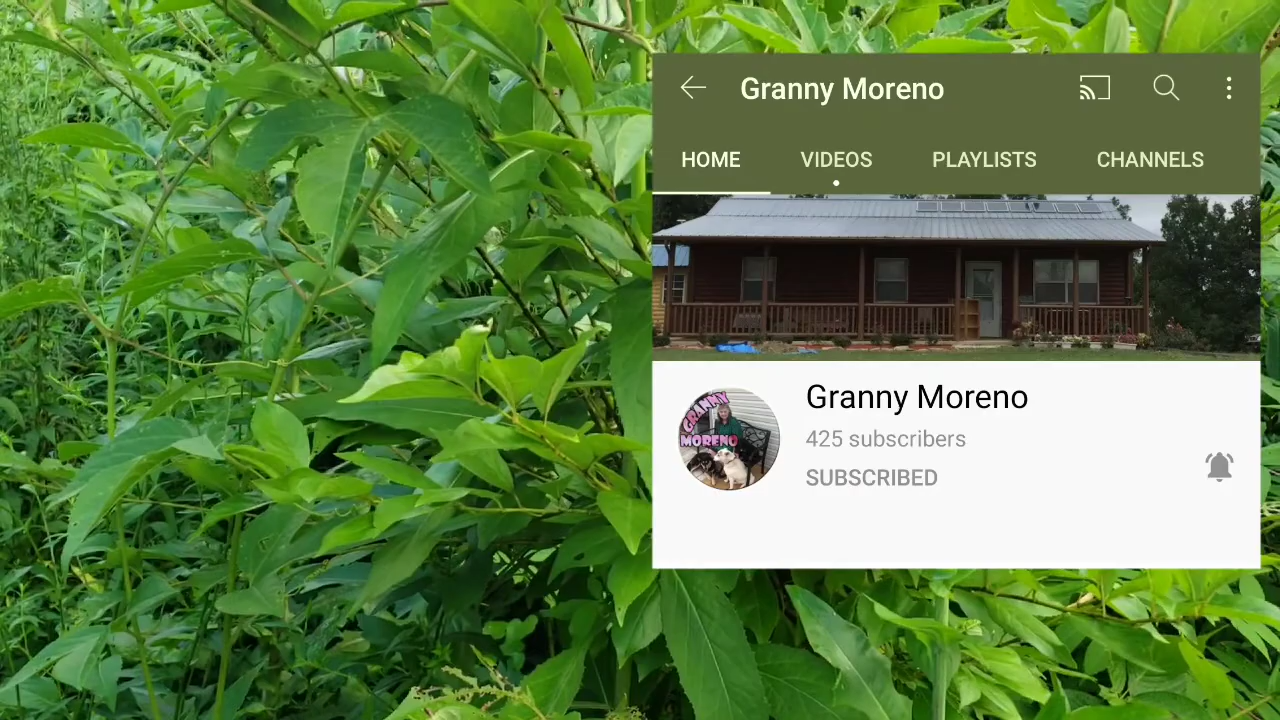 Granny Moreno
HOME VIDEOS PLAYLISTS CHANNELS
GRANNY
MORENO
Granny Moreno
425 subscribers
SUBSCRIBED